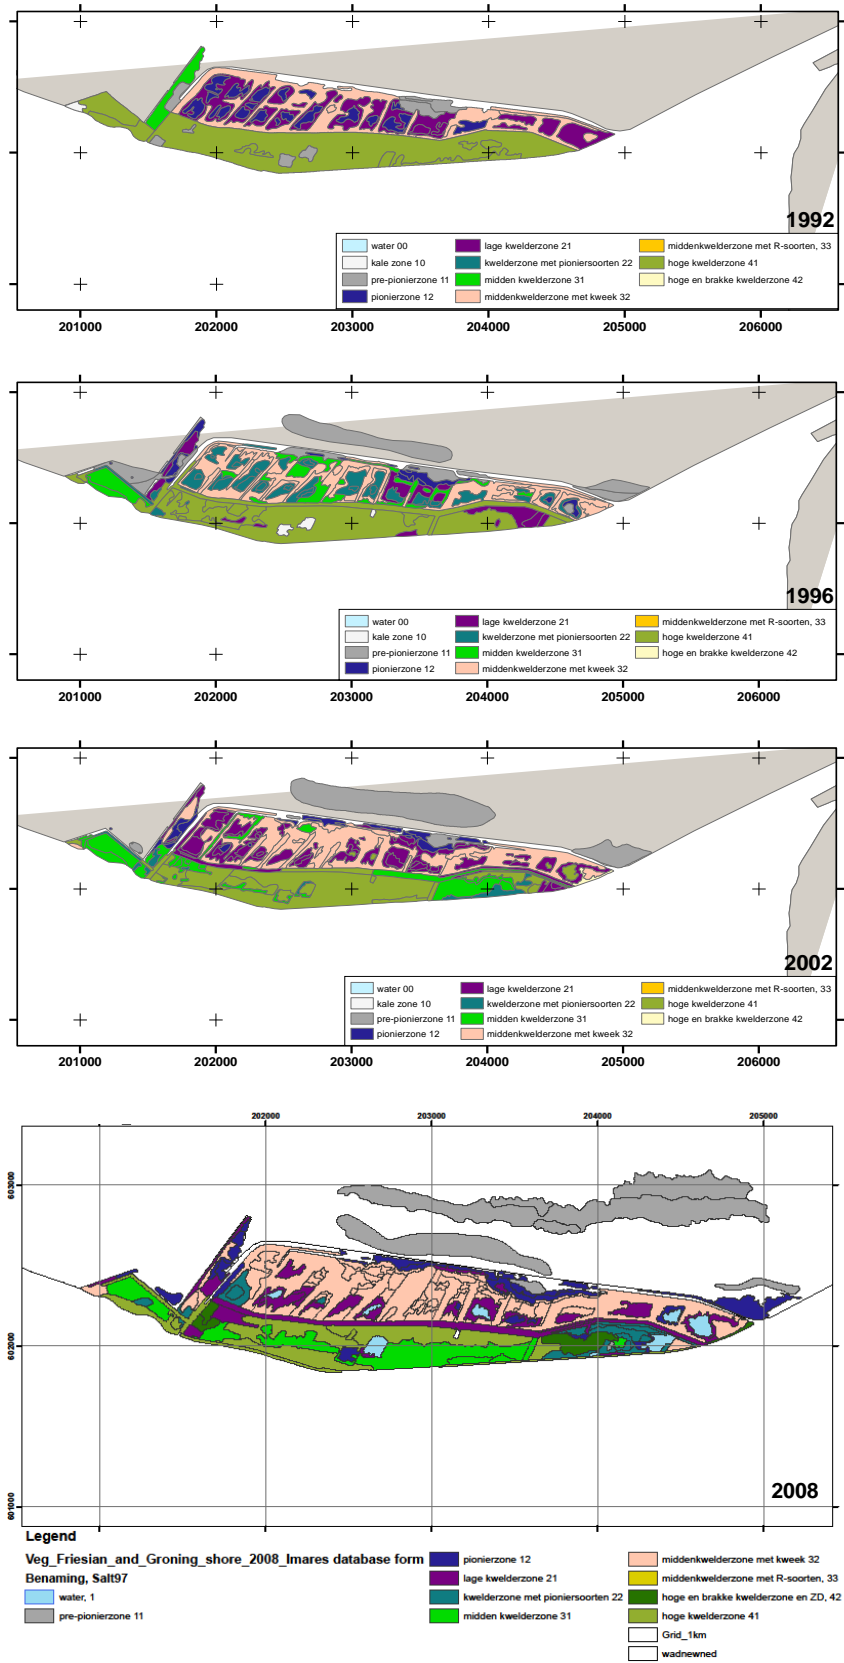 1992
water 00
lage kwelderzone 21
middenkwelderzone met R-soorten, 33
kale zone 10
kwelderzone met pioniersoorten 22
hoge kwelderzone 41
pre-pionierzone 11
midden kwelderzone 31
hoge en brakke kwelderzone 42
pionierzone 12
middenkwelderzone met kweek 32
201000 202000 203000 204000 205000 206000
1996
water 00
lage kwelderzone 21
middenkwelderzone met R-soorten, 33
kale zone 10
kwelderzone met pioniersoorten 22
hoge kwelderzone 41
pre-pionierzone 11
midden kwelderzone 31
hoge en brakke kwelderzone 42
pionierzone 12
middenkwelderzone met kweek 32
201000 202000 203000 204000 205000 206000
2002
water 00
lage kwelderzone 21
middenkwelderzone met R-soorten, 33
kale zone 10
kwelderzone met pioniersoorten 22
hoge kwelderzone 41
pre-pionierzone 11
midden kwelderzone 31
hoge en brakke kwelderzone 42
pionierzone 12
middenkwelderzone met kweek 32
201000 202000 203000 204000 205000 206000
202000 203000 204000 205000
603000
602000
601000
2008
Legend
Veg_Friesian_and_Groning_shore_2008_Imares database form
Benaming, Salt97
water, 1
pre-pionierzone 11
pionierzone 12
lage kwelderzone 21
kwelderzone met pioniersoorten 22
midden kwelderzone 31
middenkwelderzone met kweek 32
middenkwelderzone met R-soorten, 33
hoge en brakke kwelderzone en ZD, 42
hoge kwelderzone 41
Grid_1km
wadnewned